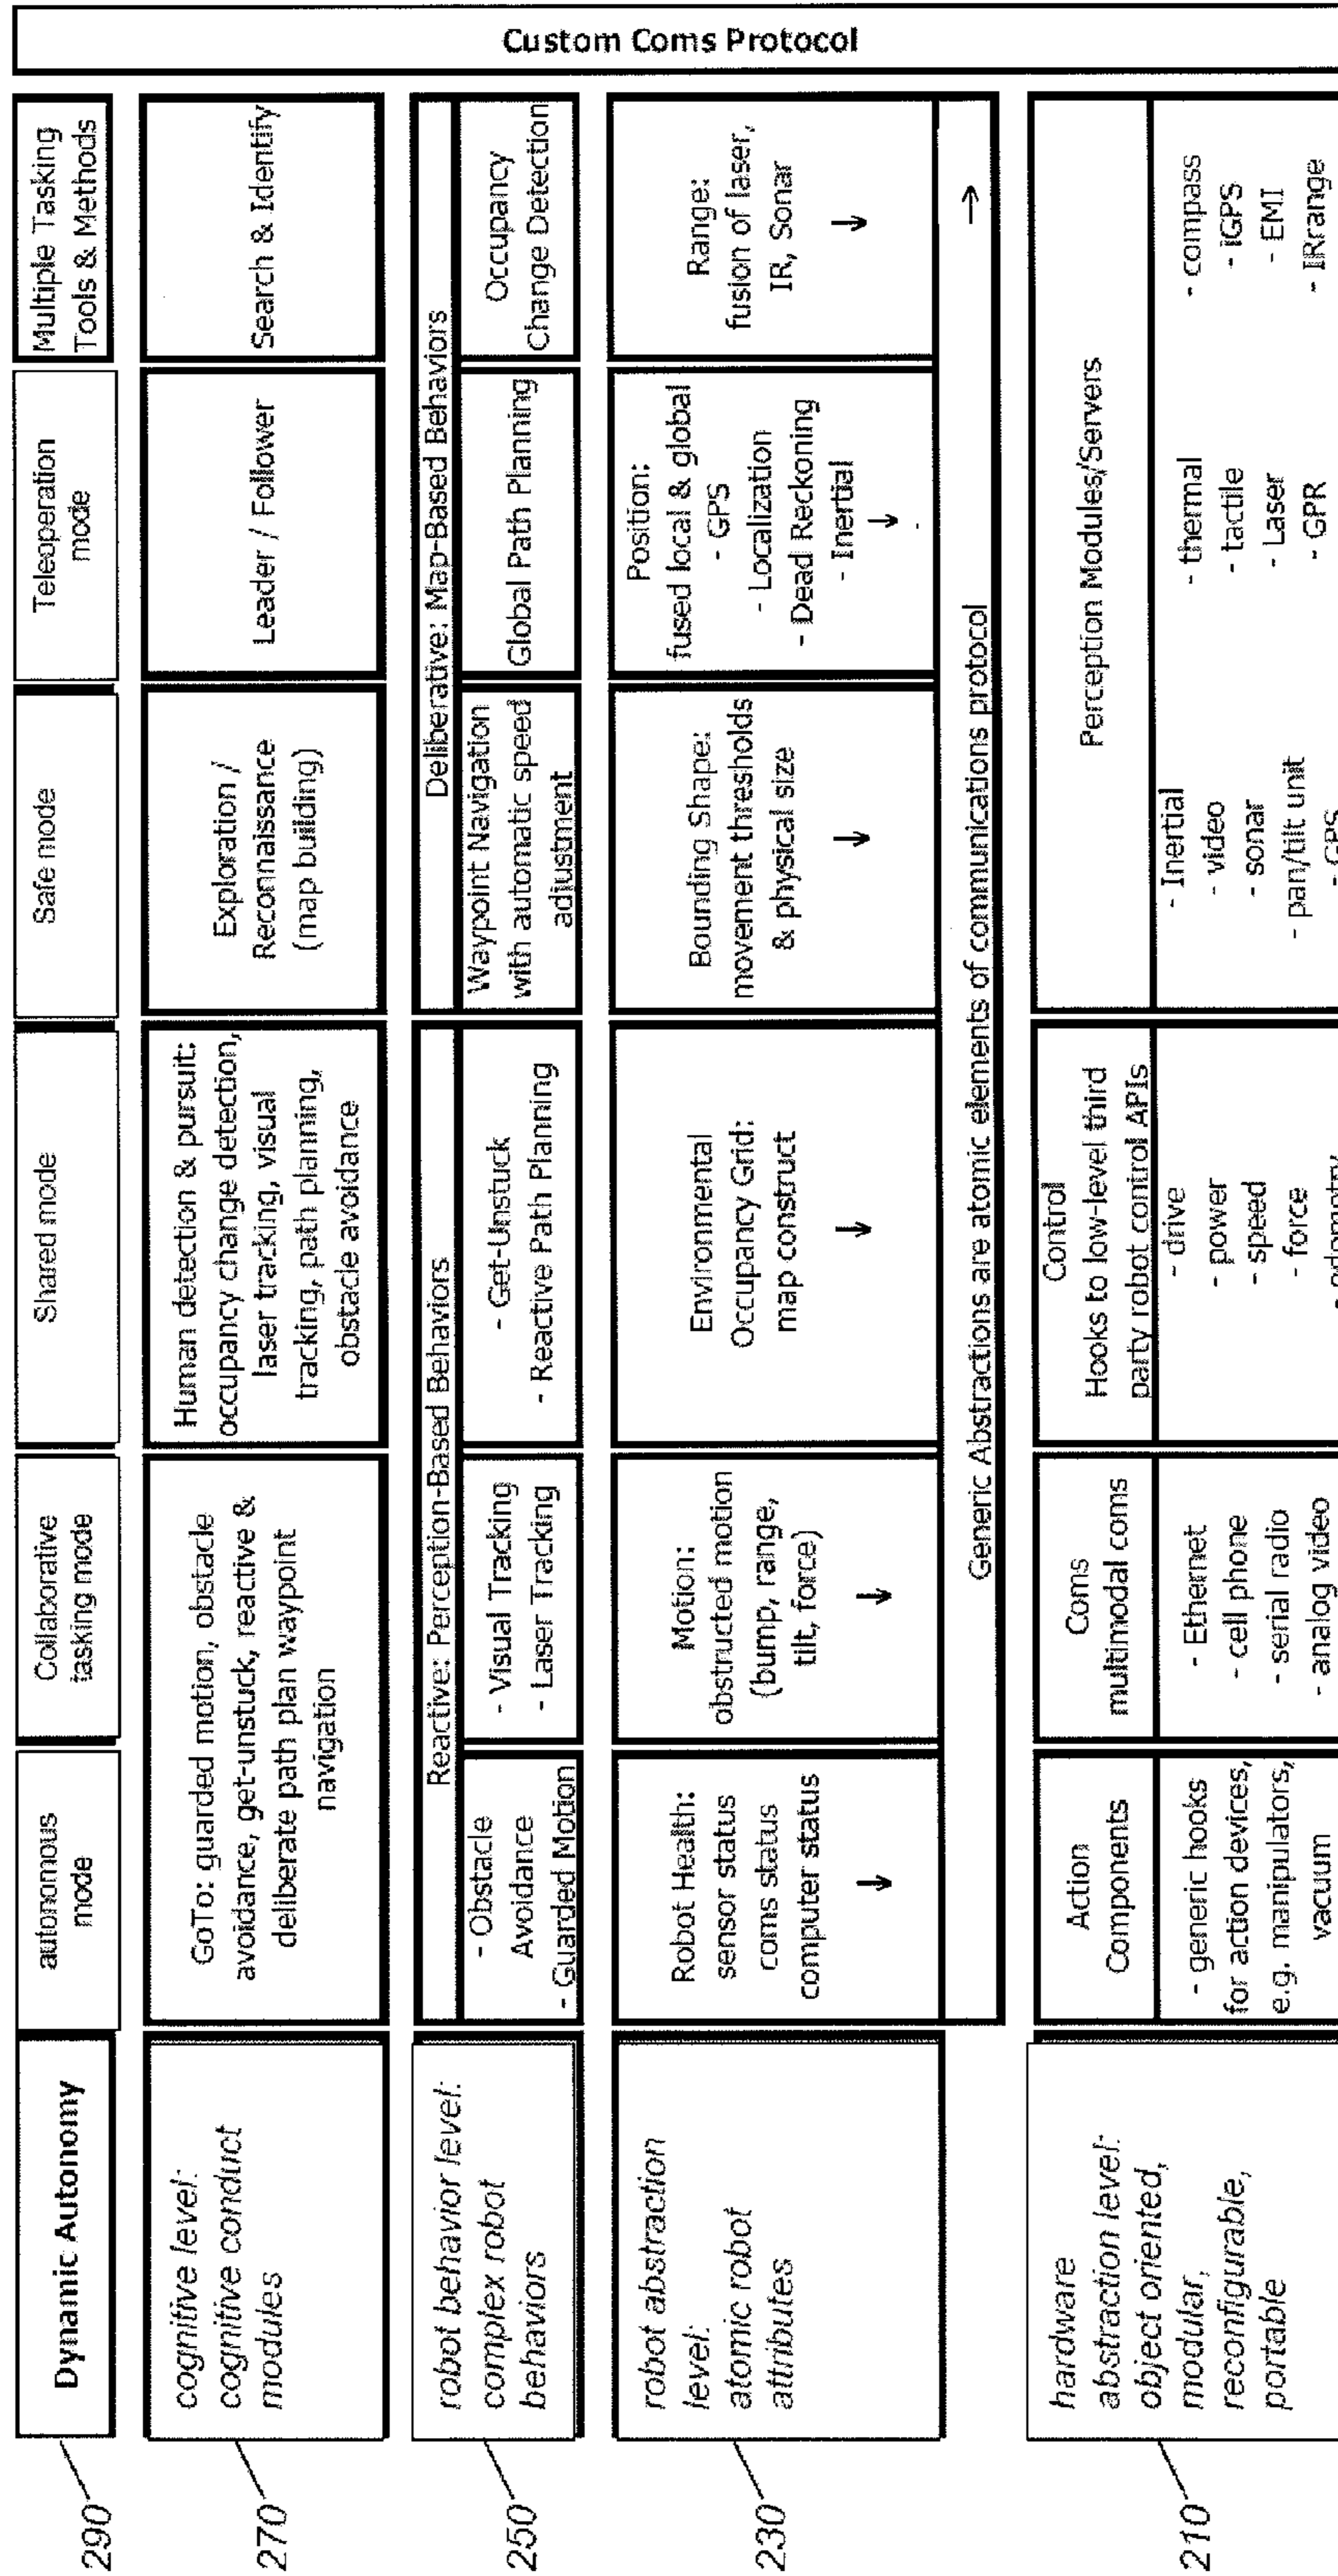 290
Dynamic Autonomy
autonomous
mode
Collaborative
tasking mode
Shared mode
Safe mode
Teleoperation
mode
Multiple Tasking
Tools & Methods
270
cognitive level:
cognitive conduct
modules
GoTo: guarded motion, obstacle
avoidance, get-unstuck, reactive &
deliberate path plan waypoint
navigation
Human detection & pursuit:
occupancy change detection,
laser tracking, visual
tracking, path planning,
obstacle avoidance
Exploration /
Reconnaissance
(map building)
Leader / Follower
Search & Identify
250
robot behavior level:
complex robot
behaviors
Reactive: Perception-Based Behaviors
- Obstacle
Avoidance
- Guarded Motion
- Visual Tracking
- Laser Tracking
- Get-Unstuck
- Reactive Path Planning
Deliberative: Map-Based Behaviors
Waypoint Navigation
with automatic speed
adjustment
Global Path Planning
Occupancy
Change Detection
230
robot abstraction
level:
atomic robot
attributes
Robot Health:
sensor status
coms status
computer status
↓
Motion:
obstructed motion
(bump, range,
tilt, force)
↓
Environmental
Occupancy Grid:
map construct
↓
Bounding Shape:
movement thresholds
& physical size
↓
Position:
fused local & global
- GPS
- Localization
- Dead Reckoning
- Inertial
↓
Range:
fusion of laser,
IR, Sonar
↓
Generic Abstractions are atomic elements of communications protocol →
210
hardware
abstraction level:
object oriented,
modular,
reconfigurable,
portable
Action
Components
- generic hooks
for action devices,
e.g. manipulators,
vacuum
Coms
multimodal coms
- Ethernet
- cell phone
- serial radio
- analog video
Control
Hooks to low-level third
party robot control APIs
- drive
- power
- speed
- force
- odometry
Perception Modules/Servers
- Inertial
- video
- sonar
- pan/tilt unit
- GPS
- thermal
- tactile
- Laser
- GPR
- compass
- iGPS
- EMI
- IRrange
Custom Coms Protocol